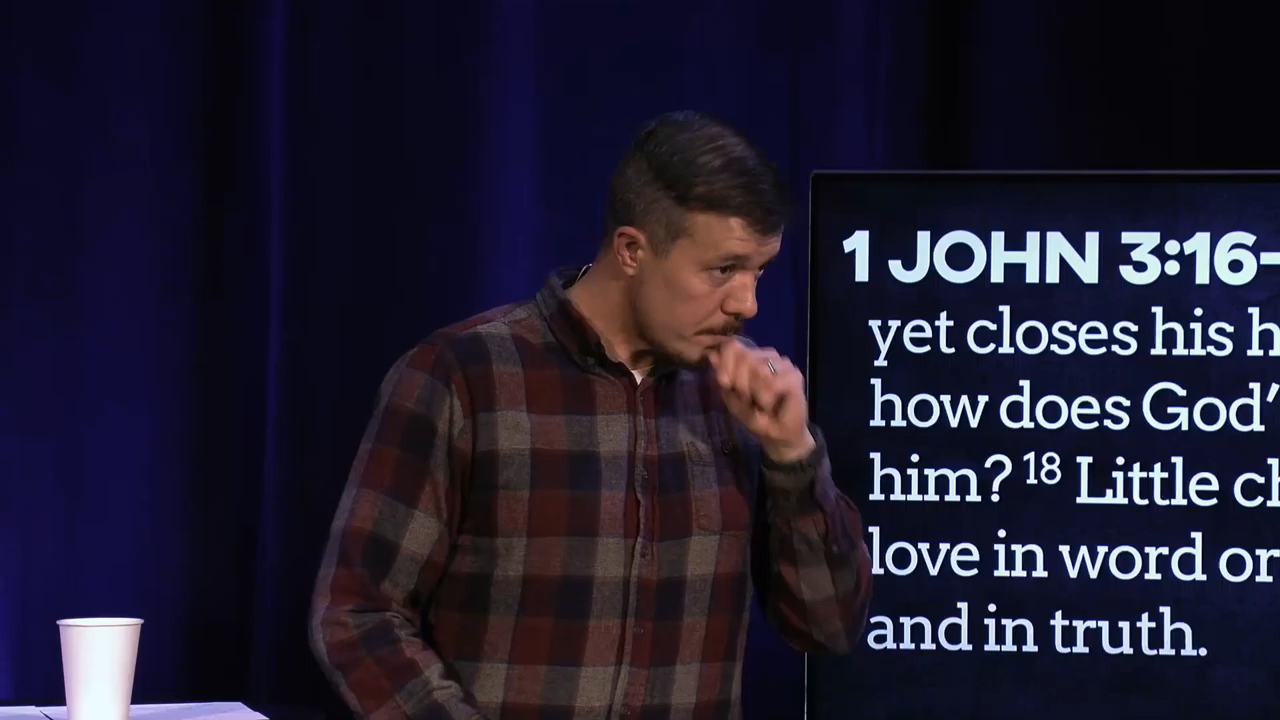 1 JOHN 3:16-
yet closes his h
how does God'
him? 18 Little ch
love in word or
and in truth.